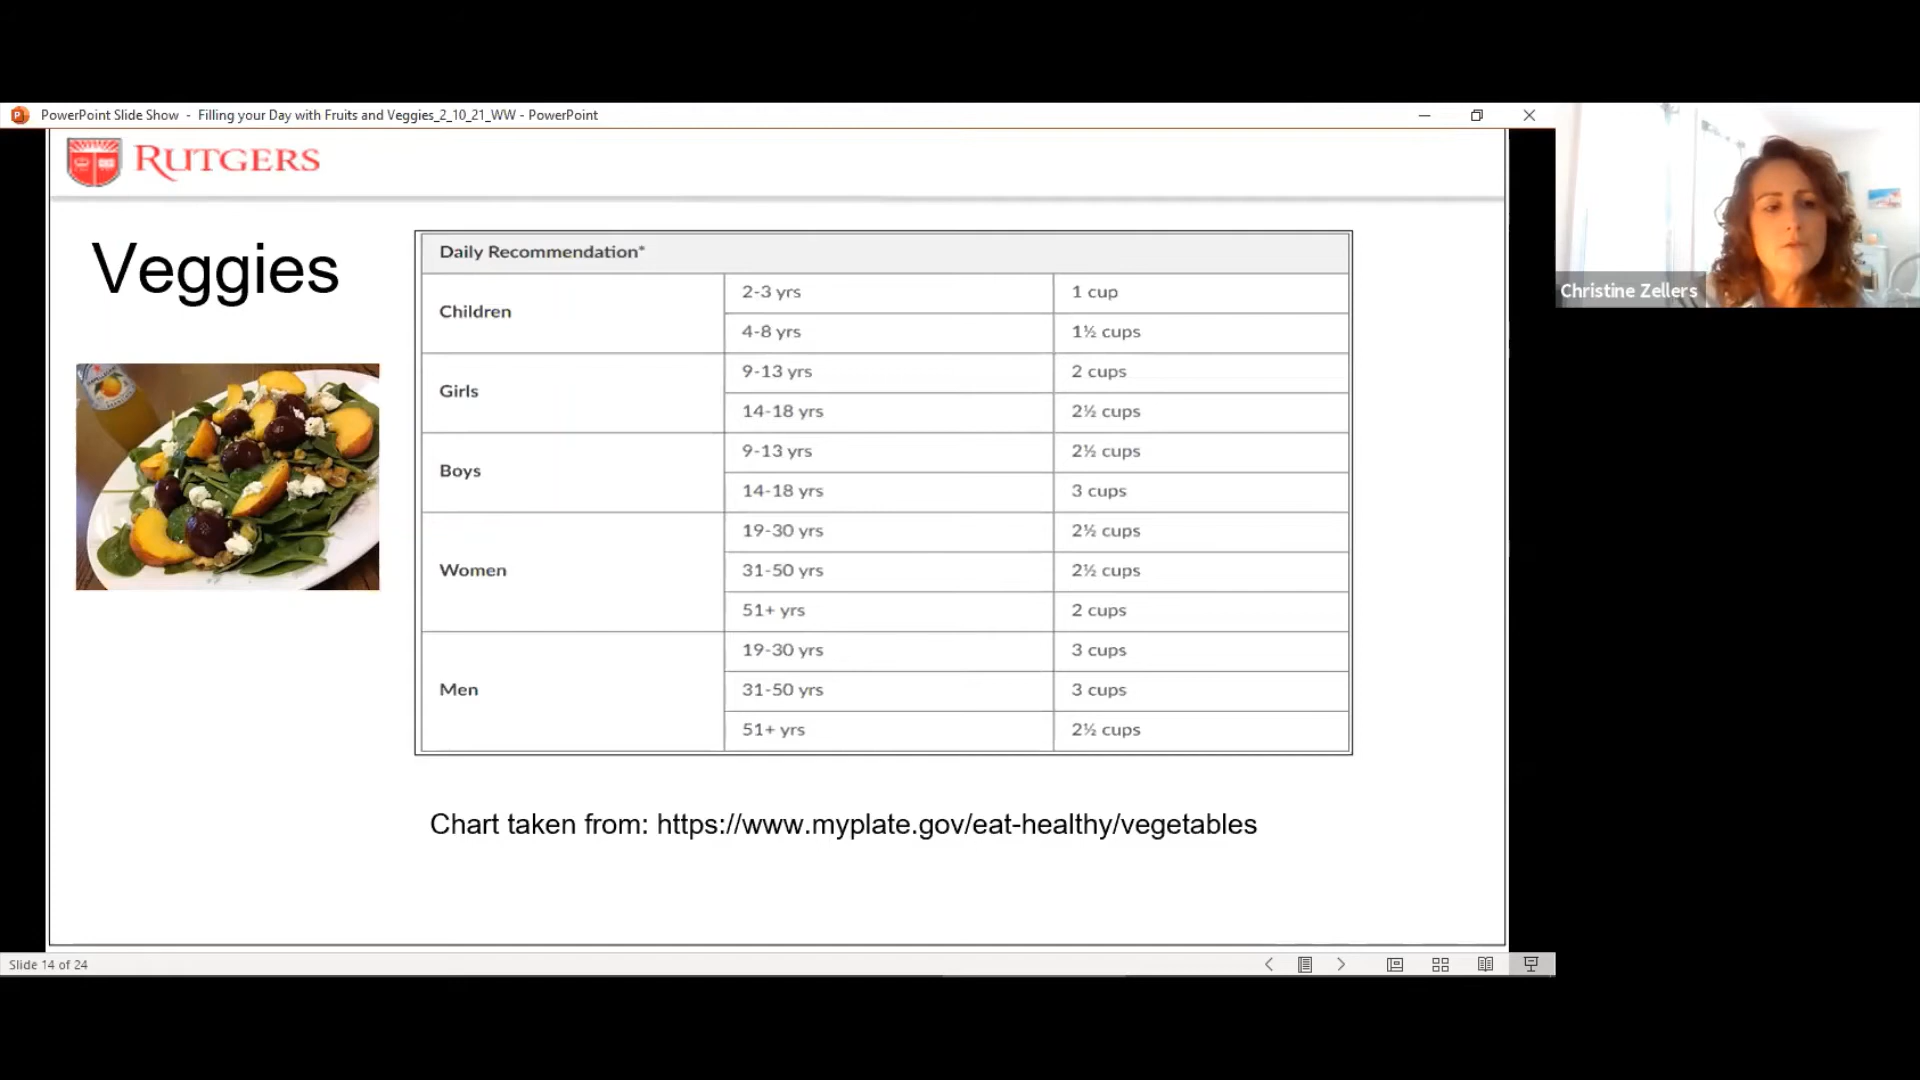 PowerPoint Slide Show - Filling your Day with Fruits and Veggies_2_10_21_WW - PowerPoint
RUTGERS
Christine Zellers
Veggies
Daily Recommendation*
Children
2-3 yrs 1 cup
4-8 yrs 1½ cups
Girls
9-13 yrs 2 cups
14-18 yrs 2½ cups
Boys
9-13 yrs 2½ cups
14-18 yrs 3 cups
Women
19-30 yrs 2½ cups
31-50 yrs 2½ cups
51+ yrs 2 cups
Men
19-30 yrs 3 cups
31-50 yrs 3 cups
51+ yrs 2½ cups
Chart taken from: https://www.myplate.gov/eat-healthy/vegetables
Slide 14 of 24